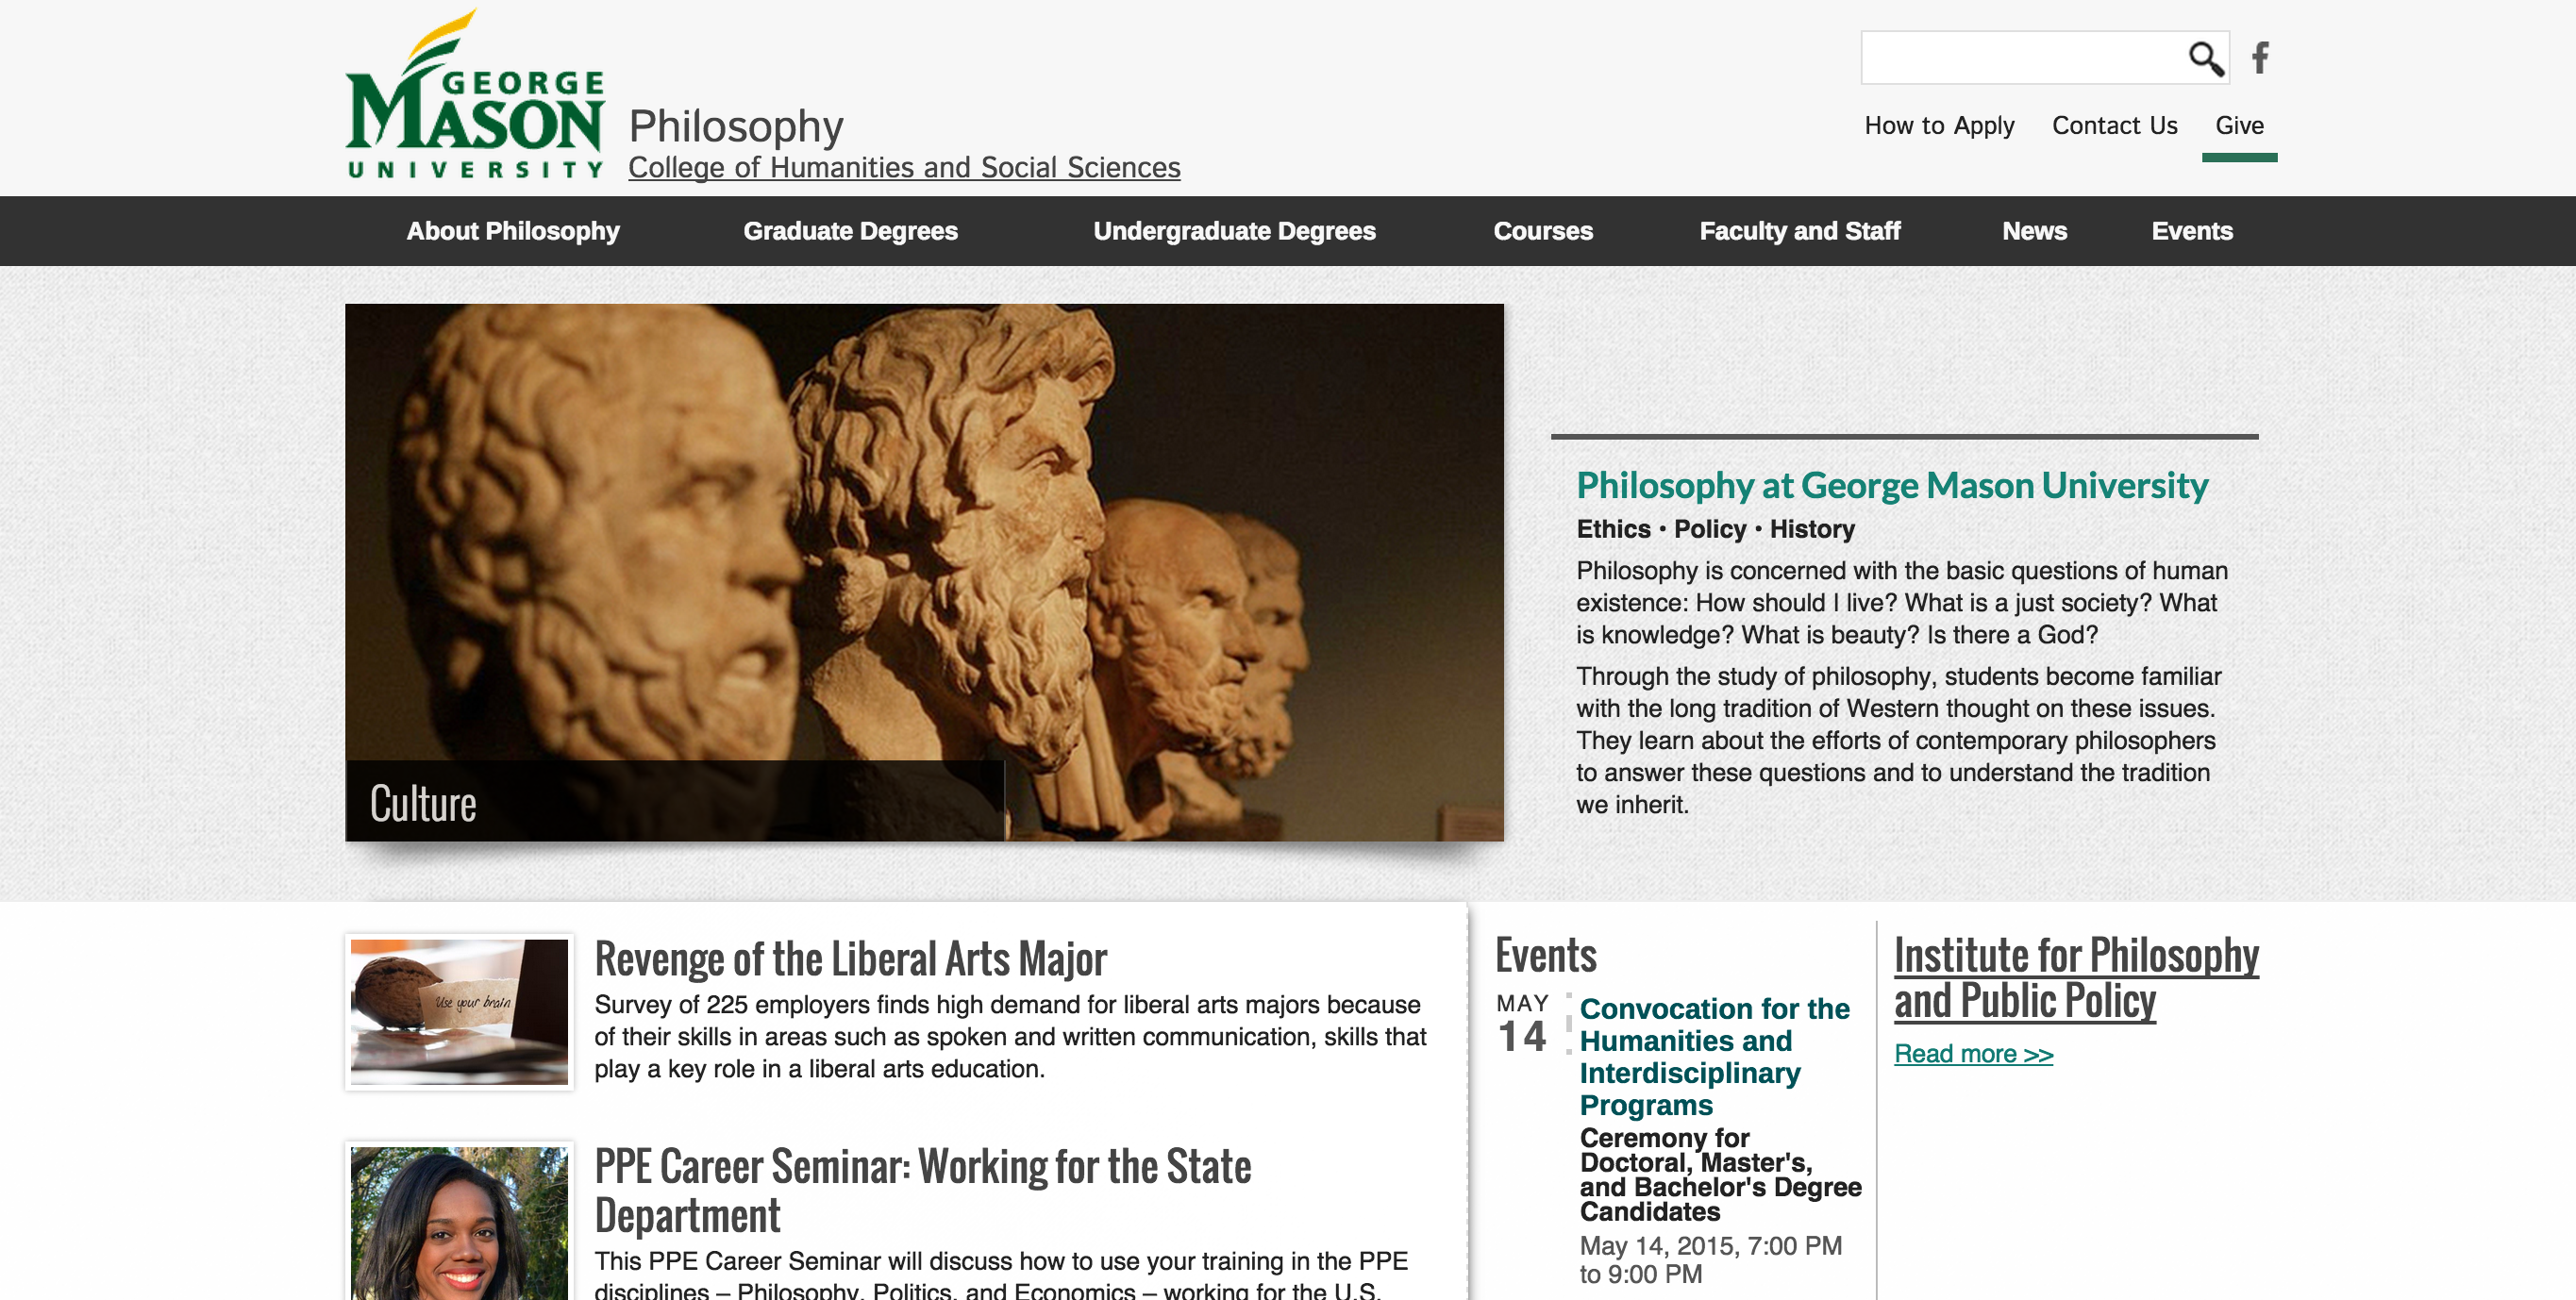 GEORGE
MASON
UNIVERSITY
Philosophy
College of Humanities and Social Sciences
How to Apply Contact Us Give
About Philosophy Graduate Degrees Undergraduate Degrees Courses Faculty and Staff News Events
Culture
Philosophy at George Mason University
Ethics • Policy • History
Philosophy is concerned with the basic questions of human
existence: How should I live? What is a just society? What
is knowledge? What is beauty? Is there a God?
Through the study of philosophy, students become familiar
with the long tradition of Western thought on these issues.
They learn about the efforts of contemporary philosophers
to answer these questions and to understand the tradition
we inherit.
Use your brain
Revenge of the Liberal Arts Major
Survey of 225 employers finds high demand for liberal arts majors because
of their skills in areas such as spoken and written communication, skills that
play a key role in a liberal arts education.
PPE Career Seminar: Working for the State
Department
This PPE Career Seminar will discuss how to use your training in the PPE
disciplines – Philosophy, Politics, and Economics – working for the U.S.
Events
MAY
14
Convocation for the
Humanities and
Interdisciplinary
Programs
Ceremony for
Doctoral, Master's,
and Bachelor's Degree
Candidates
May 14, 2015, 7:00 PM
to 9:00 PM
Institute for Philosophy
and Public Policy
Read more >>